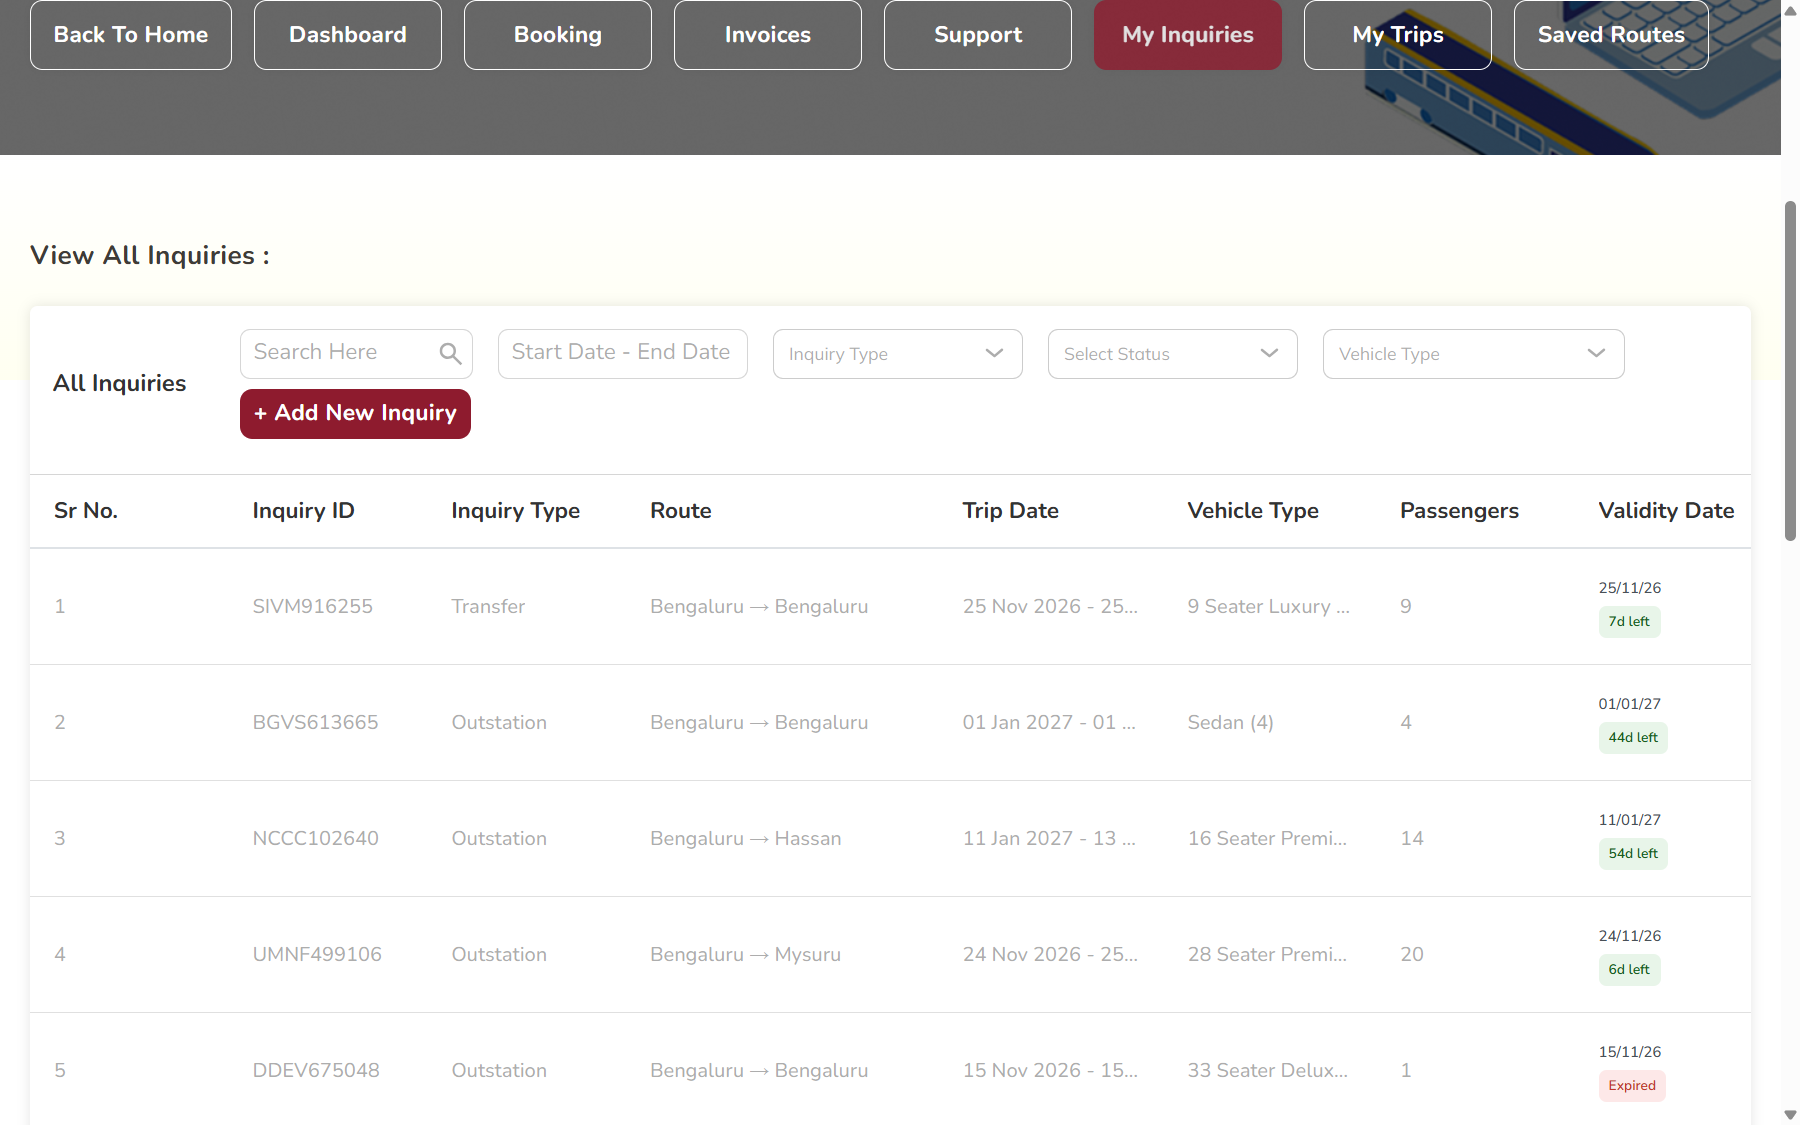 Back To Home
Dashboard
Booking
Invoices
Support
My Inquiries
My Trips
Saved Routes
View All Inquiries :
All Inquiries
Search Here
Start Date - End Date
Inquiry Type
Select Status
Vehicle Type
+ Add New Inquiry
Sr No. Inquiry ID Inquiry Type Route Trip Date Vehicle Type Passengers Validity Date
1 SIVM916255 Transfer Bengaluru → Bengaluru 25 Nov 2026 - 25... 9 Seater Luxury ... 9 25/11/26
7d left
2 BGVS613665 Outstation Bengaluru → Bengaluru 01 Jan 2027 - 01 ... Sedan (4) 4 01/01/27
44d left
3 NCCC102640 Outstation Bengaluru → Hassan 11 Jan 2027 - 13 ... 16 Seater Premi... 14 11/01/27
54d left
4 UMNF499106 Outstation Bengaluru → Mysuru 24 Nov 2026 - 25... 28 Seater Premi... 20 24/11/26
6d left
5 DDEV675048 Outstation Bengaluru → Bengaluru 15 Nov 2026 - 15... 33 Seater Delux... 1 15/11/26
Expired